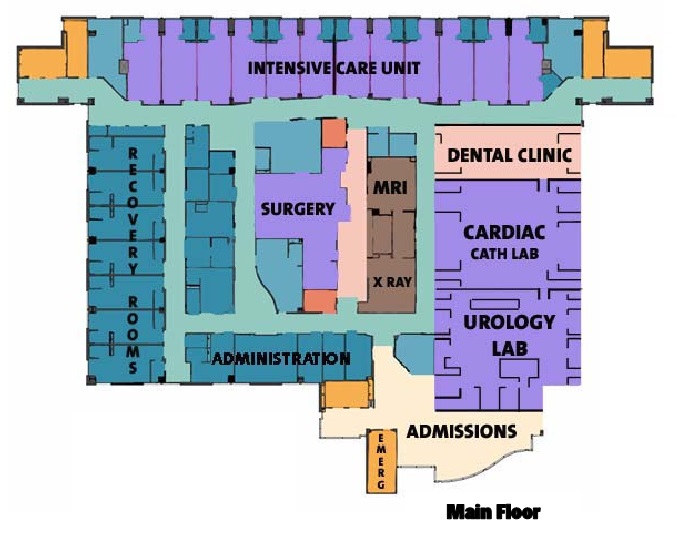 INTENSIVE CARE UNIT
DENTAL CLINIC
RECOVERY ROOMS
MRI
SURGERY
CARDIAC
CATH LAB
X RAY
UROLOGY
LAB
ADMINISTRATION
ADMISSIONS
EMERG
Main Floor